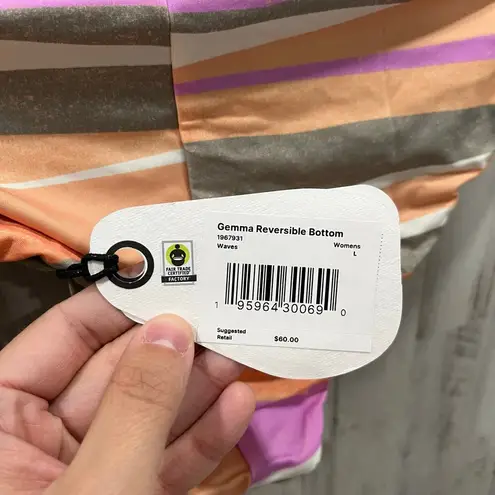 Gemma Reversible Bottom
1967931 Womens
Waves L
1 95964 30069 0
Suggested
Retail $60.00
FAIR TRADE
CERTIFIED
FACTORY